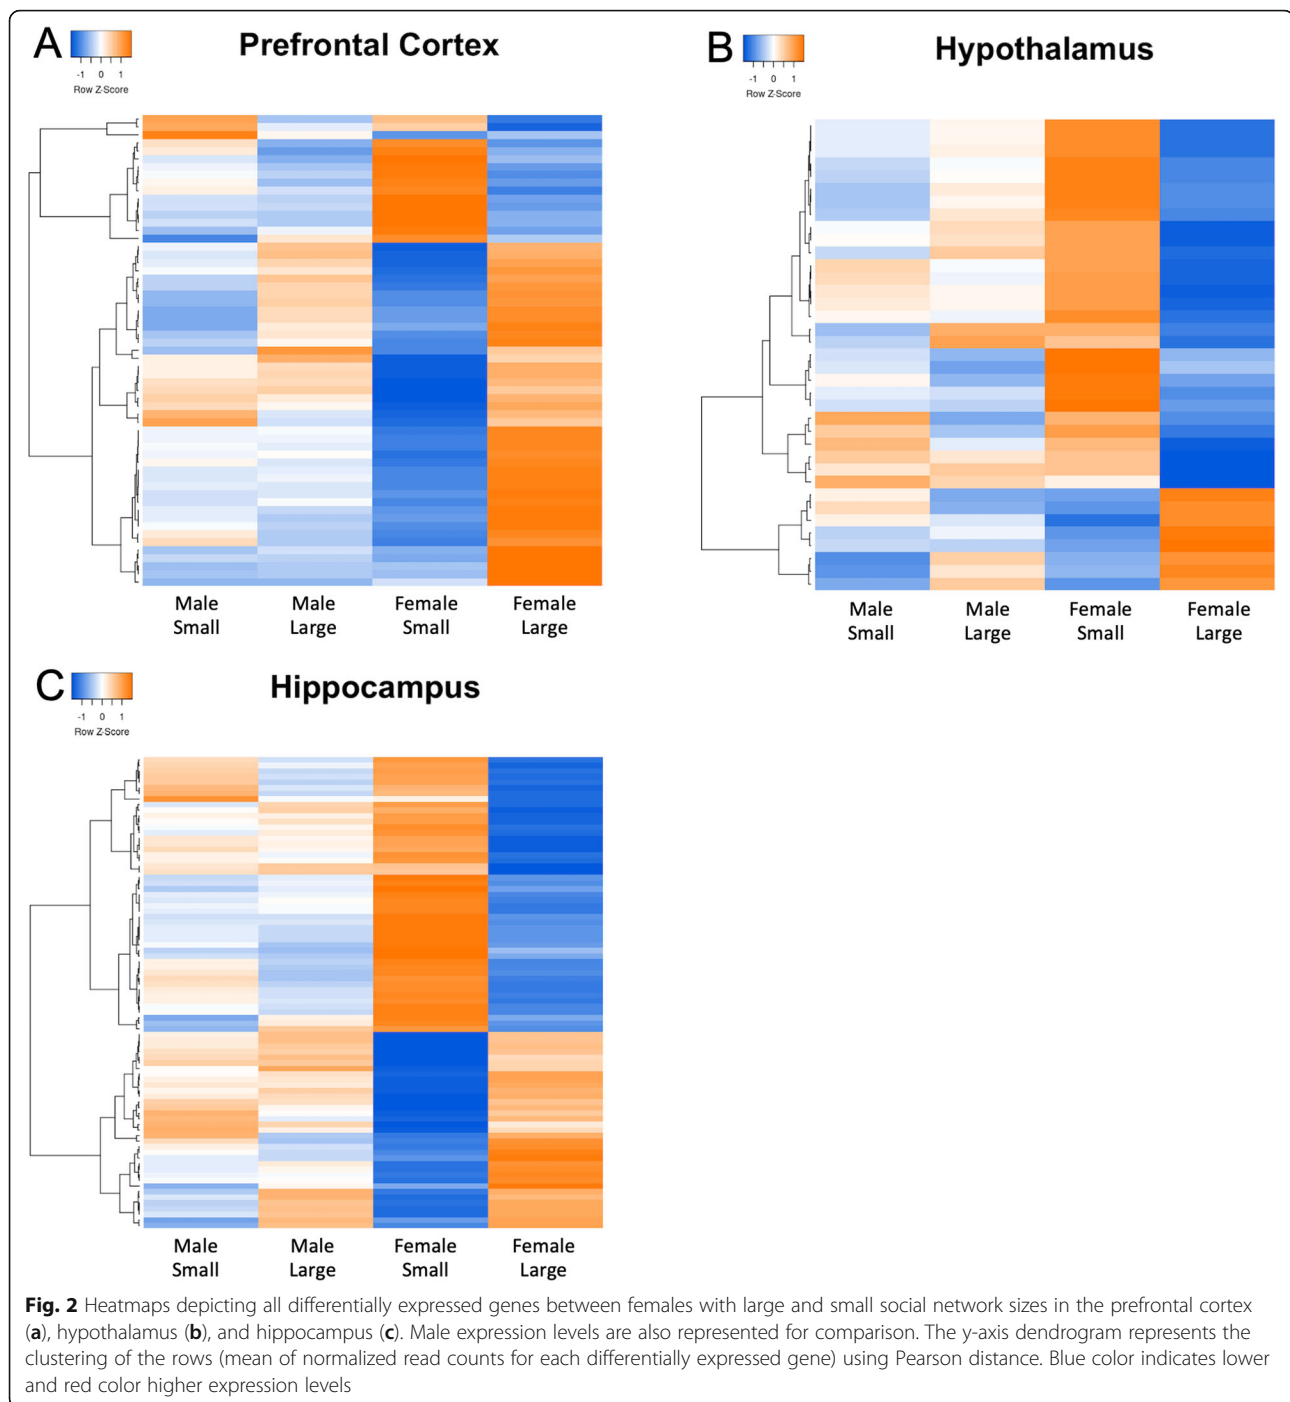 A
Prefrontal Cortex
-1 0 1
Row Z-Score
Male Small
Male Large
Female Small
Female Large
B
Hypothalamus
-1 0 1
Row Z-Score
Male Small
Male Large
Female Small
Female Large
C
Hippocampus
-1 0 1
Row Z-Score
Male Small
Male Large
Female Small
Female Large
Fig. 2 Heatmaps depicting all differentially expressed genes between females with large and small social network sizes in the prefrontal cortex
(a), hypothalamus (b), and hippocampus (c). Male expression levels are also represented for comparison. The y-axis dendrogram represents the
clustering of the rows (mean of normalized read counts for each differentially expressed gene) using Pearson distance. Blue color indicates lower
and red color higher expression levels